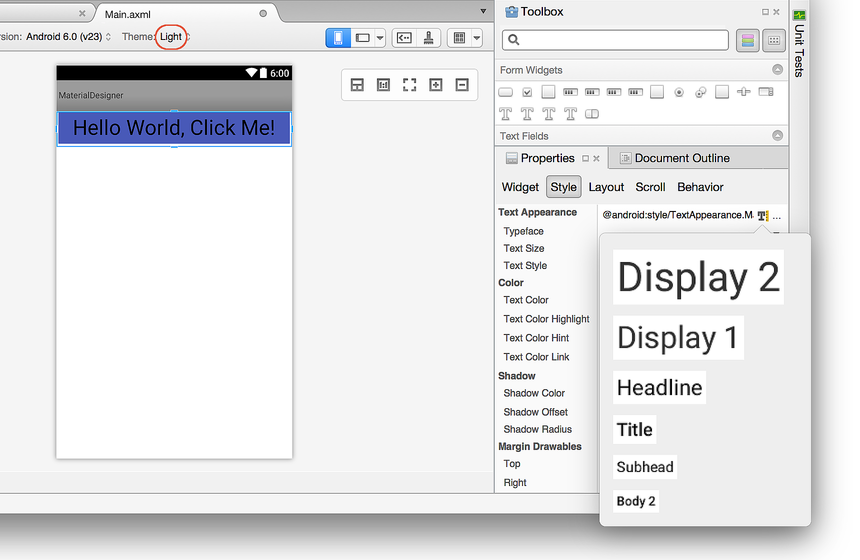 Main.axml
rsion: Android 6.0 (v23) Theme: Light
6:00
MaterialDesigner
Hello World, Click Me!
Toolbox
Form Widgets
Text Fields
Unit Tests
Properties
Document Outline
Widget Style Layout Scroll Behavior
Text Appearance @android:style/TextAppearance.M ...
Typeface
Text Size
Text Style
Color
Text Color
Text Color Highlight
Text Color Hint
Text Color Link
Shadow
Shadow Color
Shadow Offset
Shadow Radius
Margin Drawables
Top
Right
Display 2
Display 1
Headline
Title
Subhead
Body 2